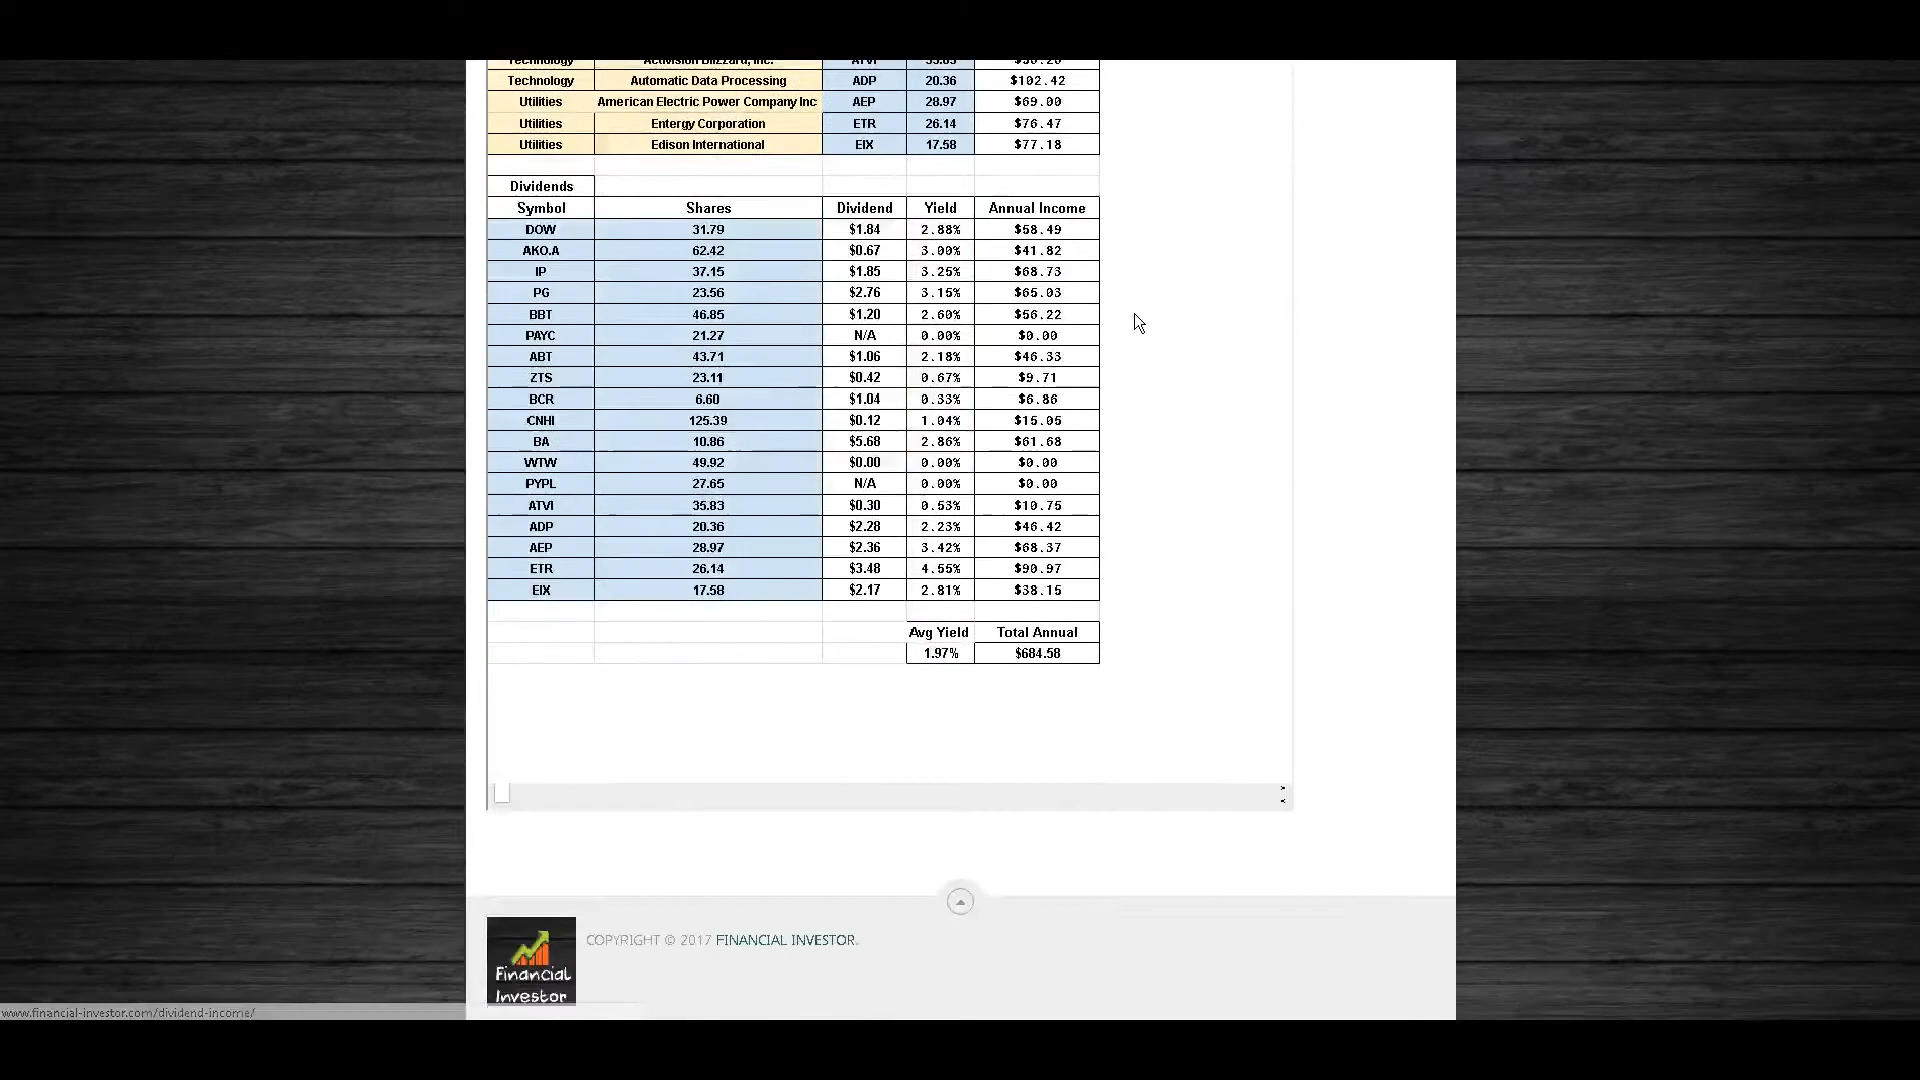 Technology Activision Blizzard, Inc. ATVI 35.83 $50.20
Technology Automatic Data Processing ADP 20.36 $102.42
Utilities American Electric Power Company Inc AEP 28.97 $69.00
Utilities Entergy Corporation ETR 26.14 $76.47
Utilities Edison International EIX 17.58 $77.18
Dividends
Symbol Shares Dividend Yield Annual Income
DOW 31.79 $1.84 2.88% $58.49
AKO.A 62.42 $0.67 3.00% $41.82
IP 37.15 $1.85 3.25% $68.73
PG 23.56 $2.76 3.15% $65.03
BBT 46.85 $1.20 2.60% $56.22
PAYC 21.27 N/A 0.00% $0.00
ABT 43.71 $1.06 2.18% $46.33
ZTS 23.11 $0.42 0.67% $9.71
BCR 6.60 $1.04 0.33% $6.86
CNHI 125.39 $0.12 1.04% $15.05
BA 10.86 $5.68 2.86% $61.68
WTW 49.92 $0.00 0.00% $0.00
PYPL 27.65 N/A 0.00% $0.00
ATVI 35.83 $0.30 0.53% $10.75
ADP 20.36 $2.28 2.23% $46.42
AEP 28.97 $2.36 3.42% $68.37
ETR 26.14 $3.48 4.55% $90.97
EIX 17.58 $2.17 2.81% $38.15
Avg Yield Total Annual
1.97% $684.58
COPYRIGHT © 2017 FINANCIAL INVESTOR.
Financial
Investor
www.financial-investor.com/dividend-income/